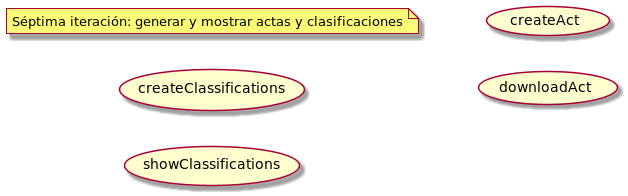 Séptima iteración: generar y mostrar actas y clasificaciones
createAct
createClassifications
downloadAct
showClassifications